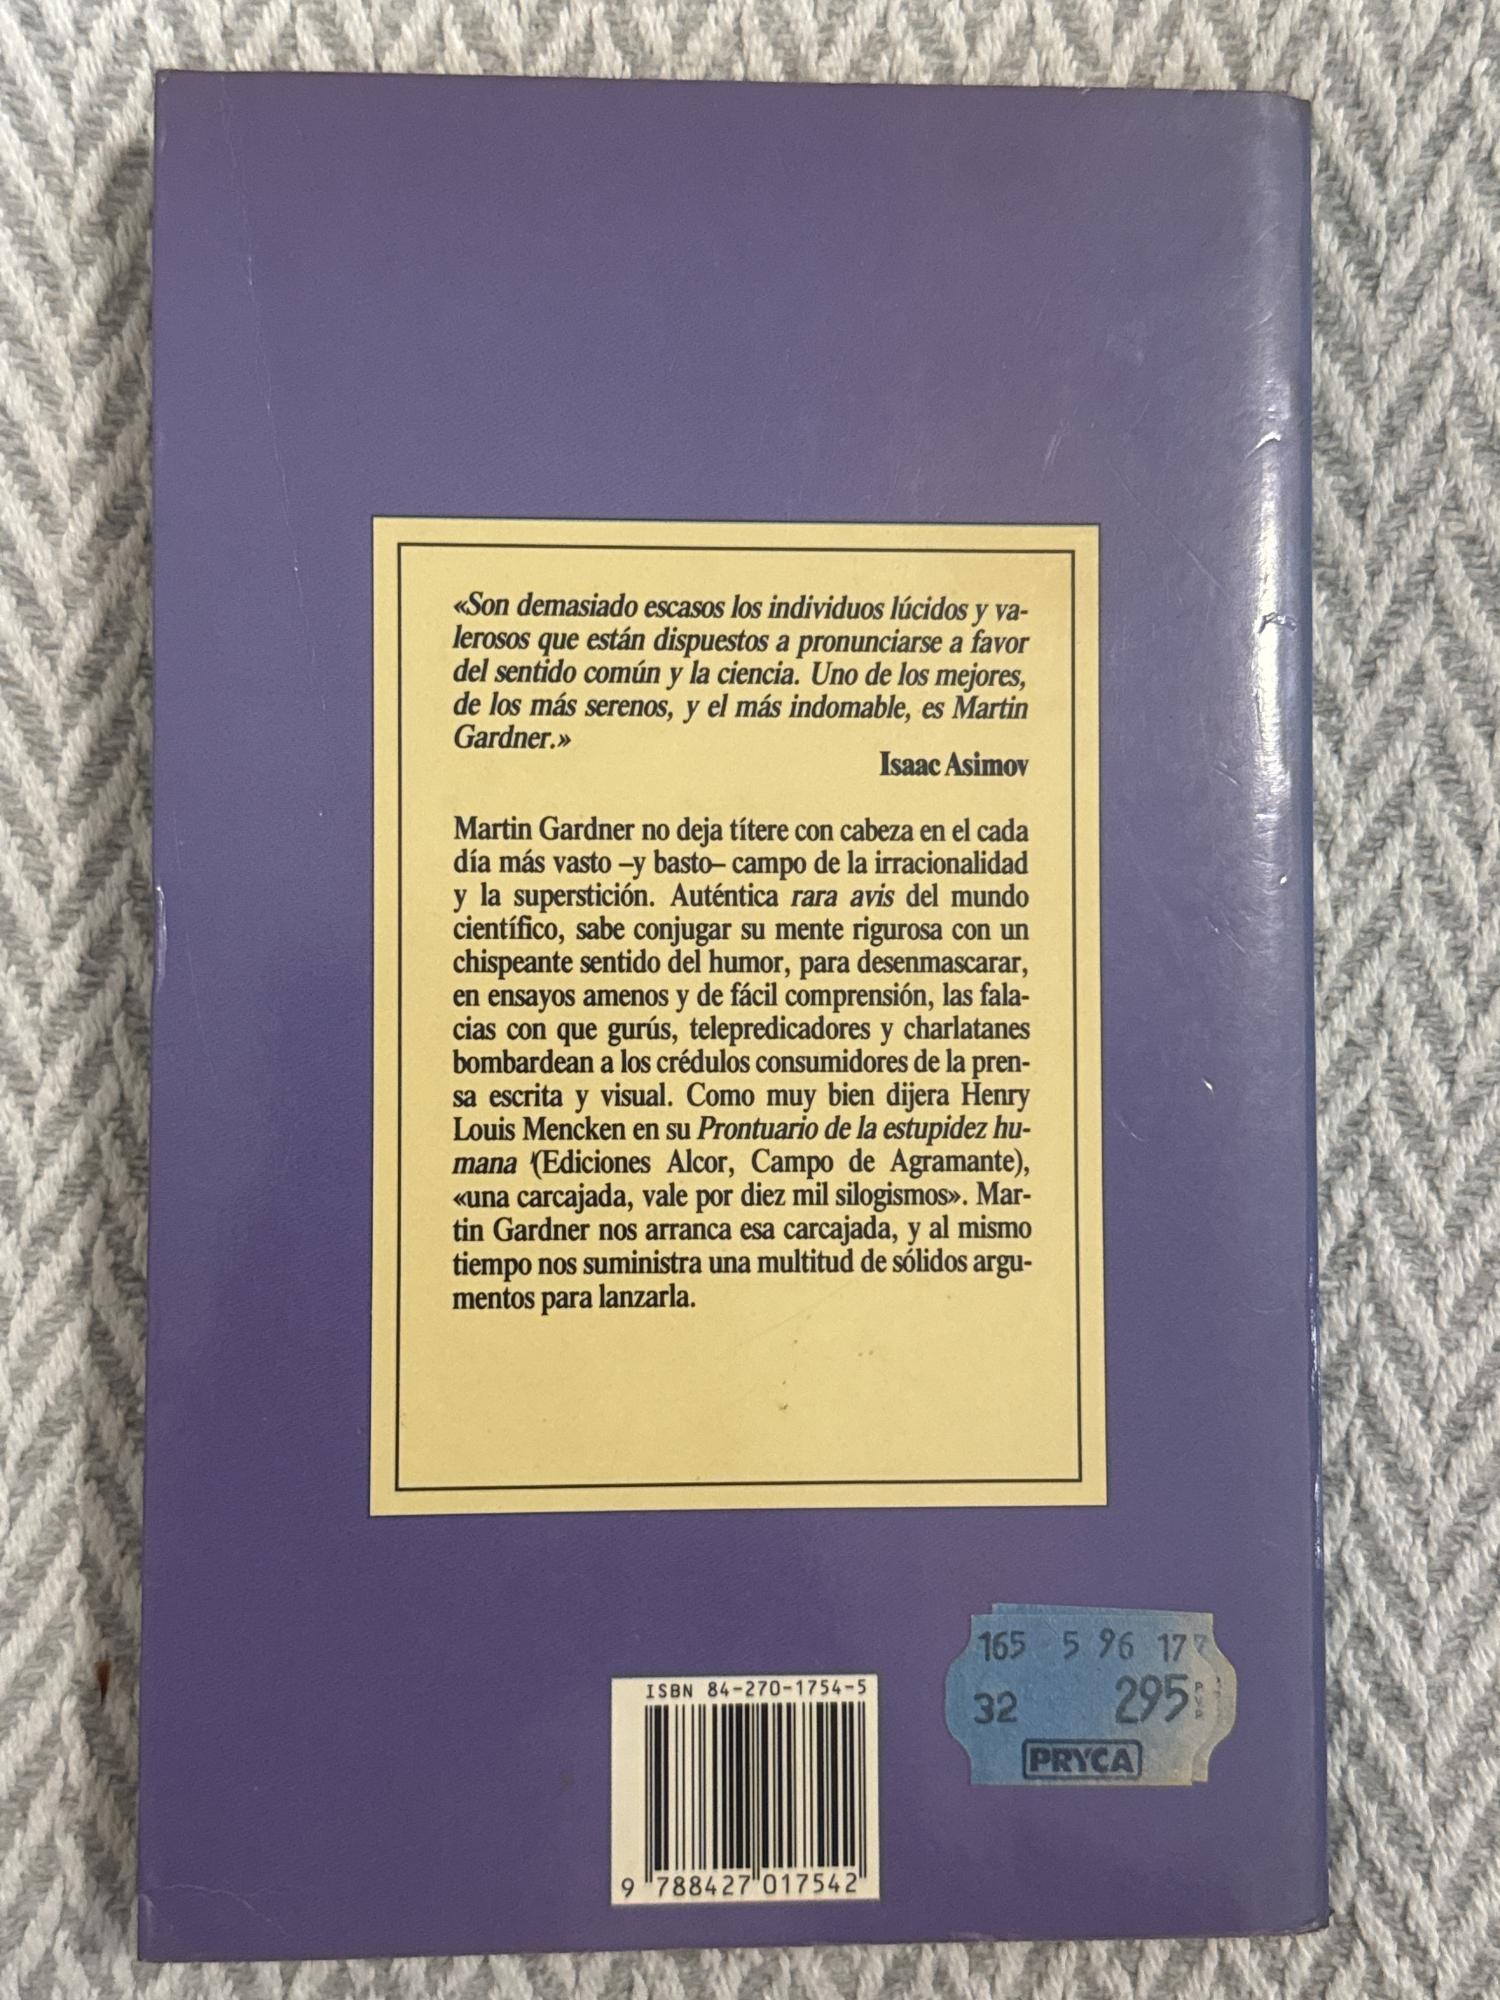 «Son demasiado escasos los individuos lúcidos y va-
lerosos que están dispuestos a pronunciarse a favor
del sentido común y la ciencia. Uno de los mejores,
de los más serenos, y el más indomable, es Martin
Gardner.»
Isaac Asimov
Martin Gardner no deja títere con cabeza en el cada
día más vasto –y basto– campo de la irracionalidad
y la superstición. Auténtica rara avis del mundo
científico, sabe conjugar su mente rigurosa con un
chispeante sentido del humor, para desenmascarar,
en ensayos amenos y de fácil comprensión, las fala-
cias con que gurús, telepredicadores y charlatanes
bombardean a los crédulos consumidores de la pren-
sa escrita y visual. Como muy bien dijera Henry
Louis Mencken en su Prontuario de la estupidez hu-
mana (Ediciones Alcor, Campo de Agramante),
«una carcajada, vale por diez mil silogismos». Mar-
tin Gardner nos arranca esa carcajada, y al mismo
tiempo nos suministra una multitud de sólidos argu-
mentos para lanzarla.
165 5 96 17
32 295 PVP
PRYCA
ISBN 84-270-1754-5
9 788427 017542